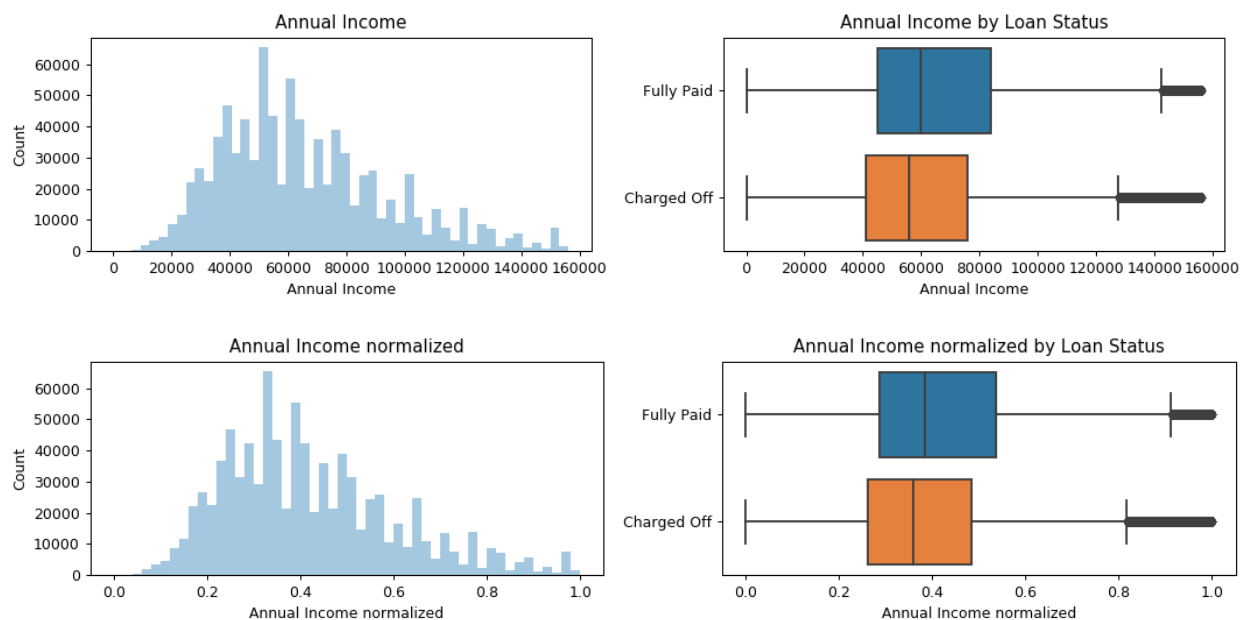 Annual Income
60000
50000
40000
30000
20000
10000
0
Count
0 20000 40000 60000 80000 100000 120000 140000 160000
Annual Income
Annual Income by Loan Status
Fully Paid
Charged Off
0 20000 40000 60000 80000 100000 120000 140000 160000
Annual Income
Annual Income normalized
60000
50000
40000
30000
20000
10000
0
Count
0.0 0.2 0.4 0.6 0.8 1.0
Annual Income normalized
Annual Income normalized by Loan Status
Fully Paid
Charged Off
0.0 0.2 0.4 0.6 0.8 1.0
Annual Income normalized